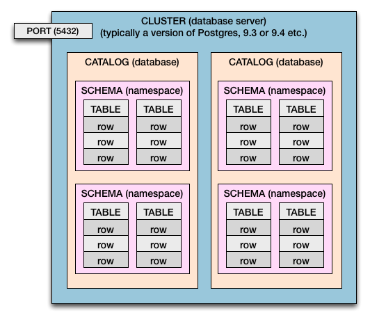 CLUSTER (database server)
(typically a version of Postgres, 9.3 or 9.4 etc.)
PORT (5432)
CATALOG (database)
SCHEMA (namespace)
TABLE TABLE
row row
row row
row row
SCHEMA (namespace)
TABLE TABLE
row row
row row
row row
CATALOG (database)
SCHEMA (namespace)
TABLE TABLE
row row
row row
row row
SCHEMA (namespace)
TABLE TABLE
row row
row row
row row